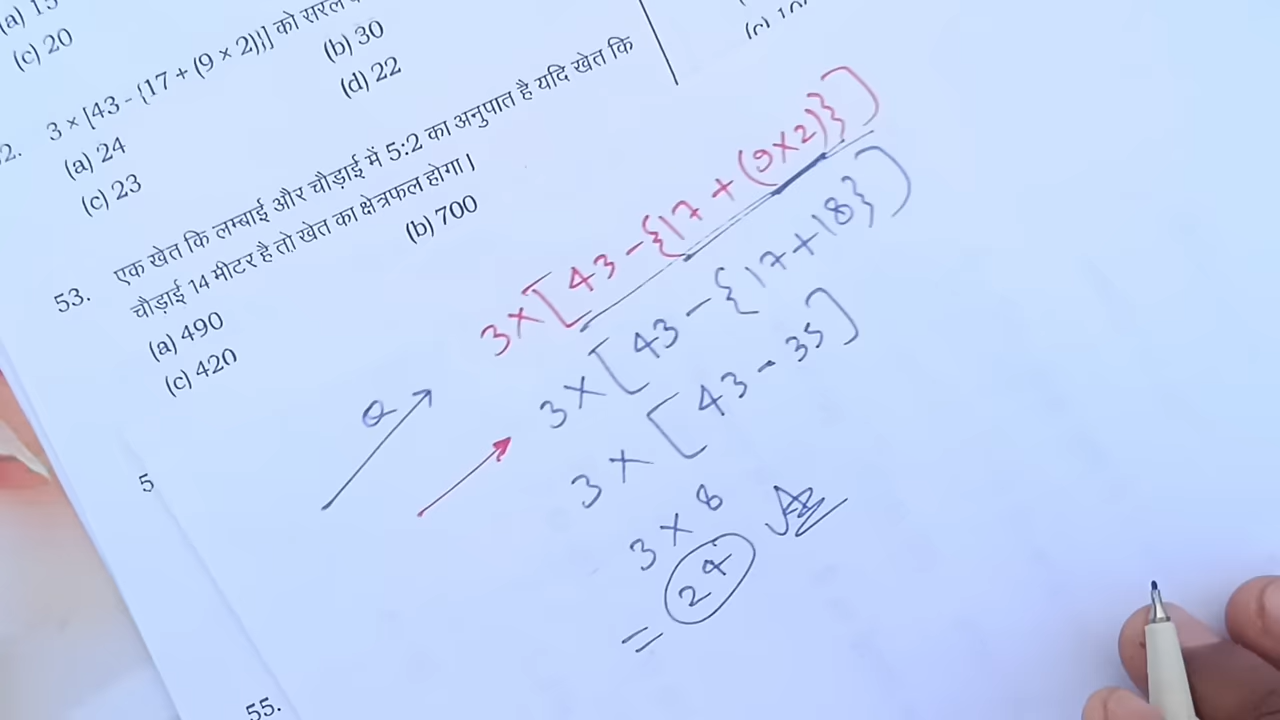 (c) 20
3 × [43 - {17 + (9 × 2)}] को सरल
(b) 30
(a) 24
(d) 22
(c) 23
53. एक खेत कि लम्बाई और चौड़ाई में 5:2 का अनुपात है यदि खेत कि
चौड़ाई 14 मीटर है तो खेत का क्षेत्रफल होगा।
(a) 490
(b) 700
(c) 420
5
55.
3×[43-{17+(9×2)}]
3×[43-{17+18}]
3×[43-35]
3×8
=24